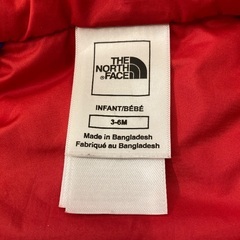 THE
NORTH
FACE
INFANT/BÉBÉ
3-6M
Made in Bangladesh
Fabriqué au Bangladesh